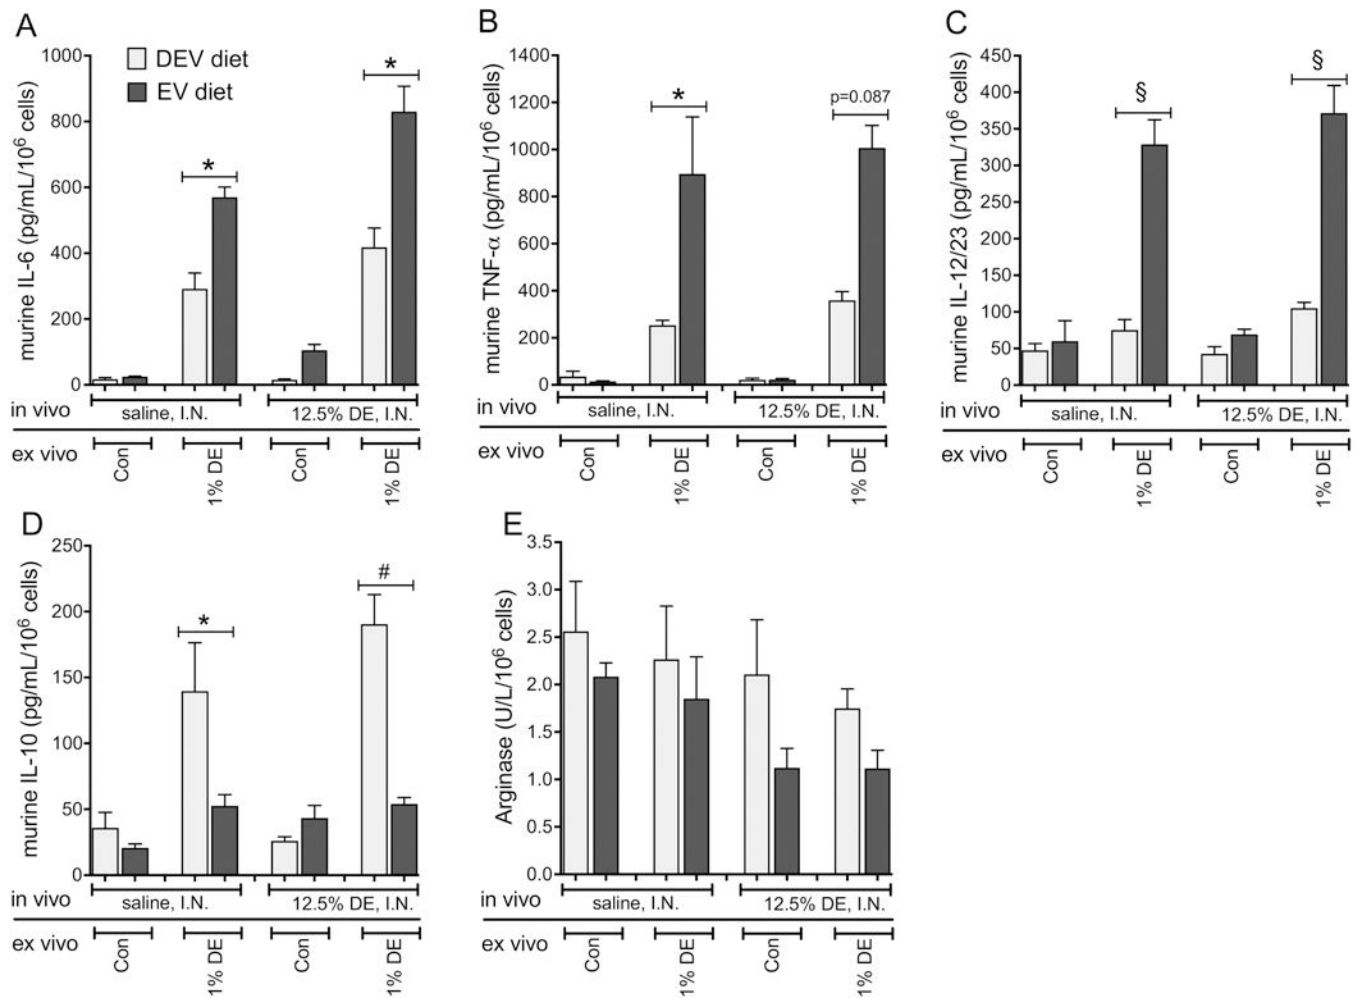 A
murine IL-6 (pg/mL/10⁶ cells)
1000
800
600
400
200
0
DEV diet
EV diet
*
*
in vivo
saline, I.N.
12.5% DE, I.N.
ex vivo
Con
1% DE
Con
1% DE
B
murine TNF-α (pg/mL/10⁶ cells)
1400
1200
1000
800
600
400
200
0
*
p=0.087
in vivo
saline, I.N.
12.5% DE, I.N.
ex vivo
Con
1% DE
Con
1% DE
C
murine IL-12/23 (pg/mL/10⁶ cells)
450
400
350
300
250
200
150
100
50
0
§
§
in vivo
saline, I.N.
12.5% DE, I.N.
ex vivo
Con
1% DE
Con
1% DE
D
murine IL-10 (pg/mL/10⁶ cells)
250
200
150
100
50
0
*
#
in vivo
saline, I.N.
12.5% DE, I.N.
ex vivo
Con
1% DE
Con
1% DE
E
Arginase (U/L/10⁶ cells)
3.5
3.0
2.5
2.0
1.5
1.0
0.5
0.0
in vivo
saline, I.N.
12.5% DE, I.N.
ex vivo
Con
1% DE
Con
1% DE